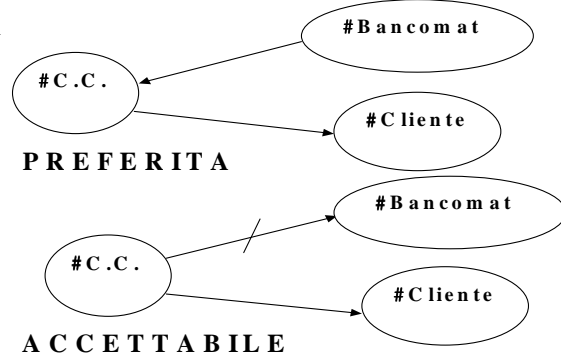 #Bancomat
#C.C.
#Cliente
PREFERITA
#Bancomat
#C.C.
#Cliente
ACCETTABILE